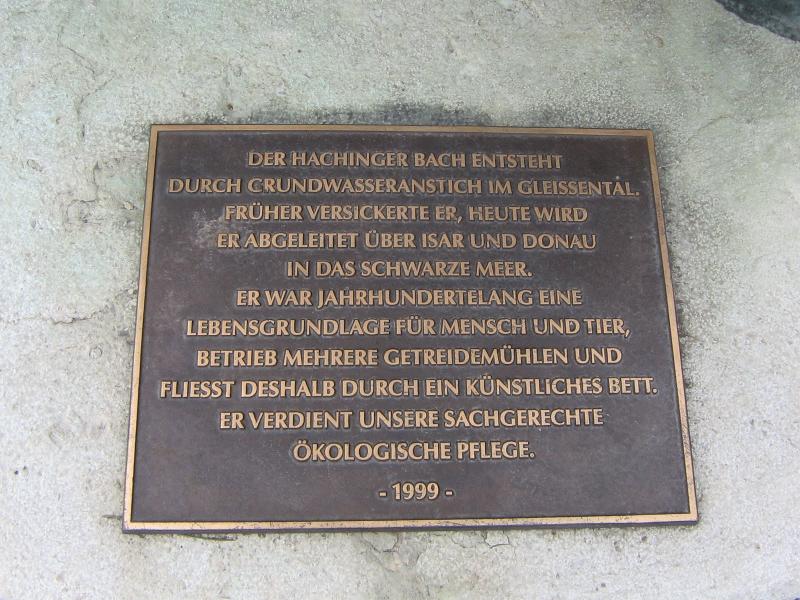 DER HACHINGER BACH ENTSTEHT
DURCH GRUNDWASSERANSTICH IM GLEISSENTAL.
FRÜHER VERSICKERTE ER, HEUTE WIRD
ER ABGELEITET ÜBER ISAR UND DONAU
IN DAS SCHWARZE MEER.
ER WAR JAHRHUNDERTELANG EINE
LEBENSGRUNDLAGE FÜR MENSCH UND TIER,
BETRIEB MEHRERE GETREIDEMÜHLEN UND
FLIESST DESHALB DURCH EIN KÜNSTLICHES BETT.
ER VERDIENT UNSERE SACHGERECHTE
ÖKOLOGISCHE PFLEGE.
- 1999 -